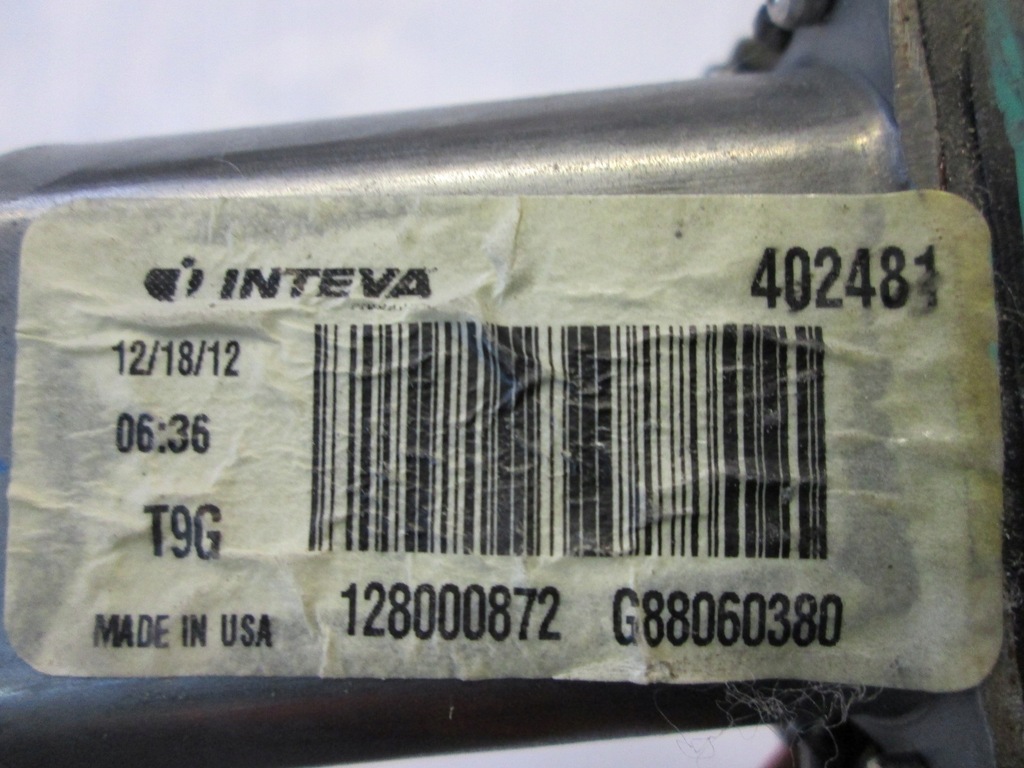 INTEVA
402481
12/18/12
06:36
T9G
MADE IN USA
128000872 G88060380